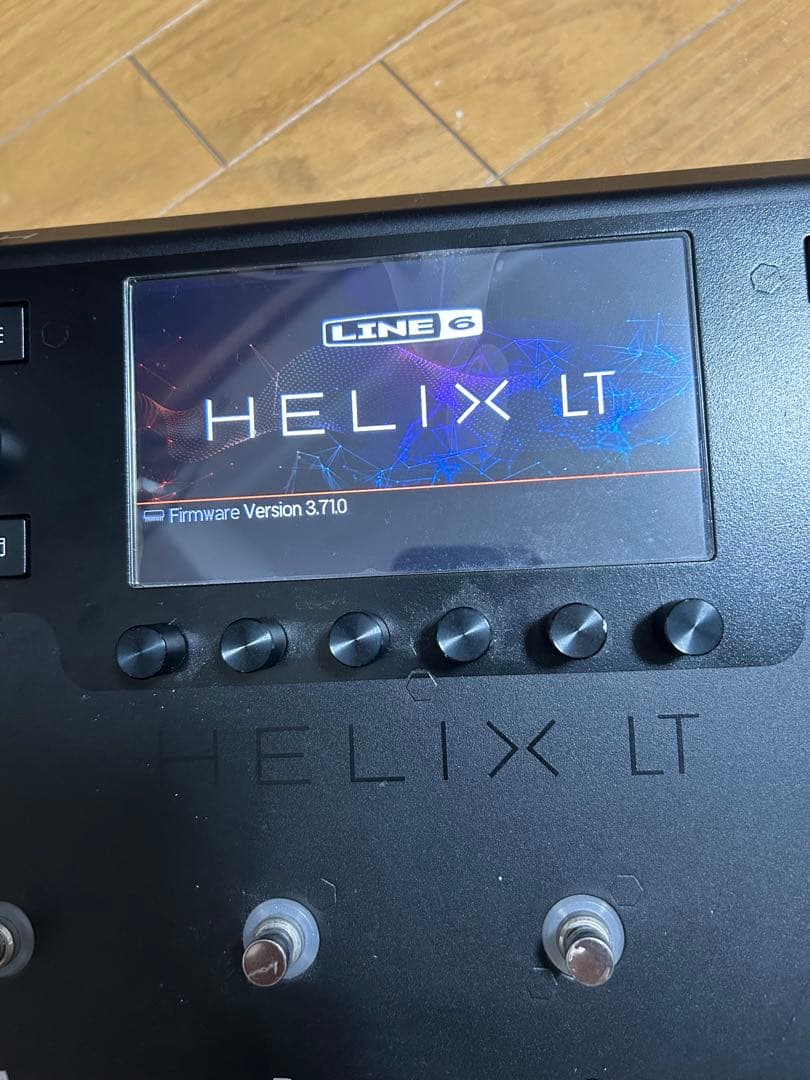 LINE 6
HELIX LT
Firmware Version 3.71.0
HELIX LT